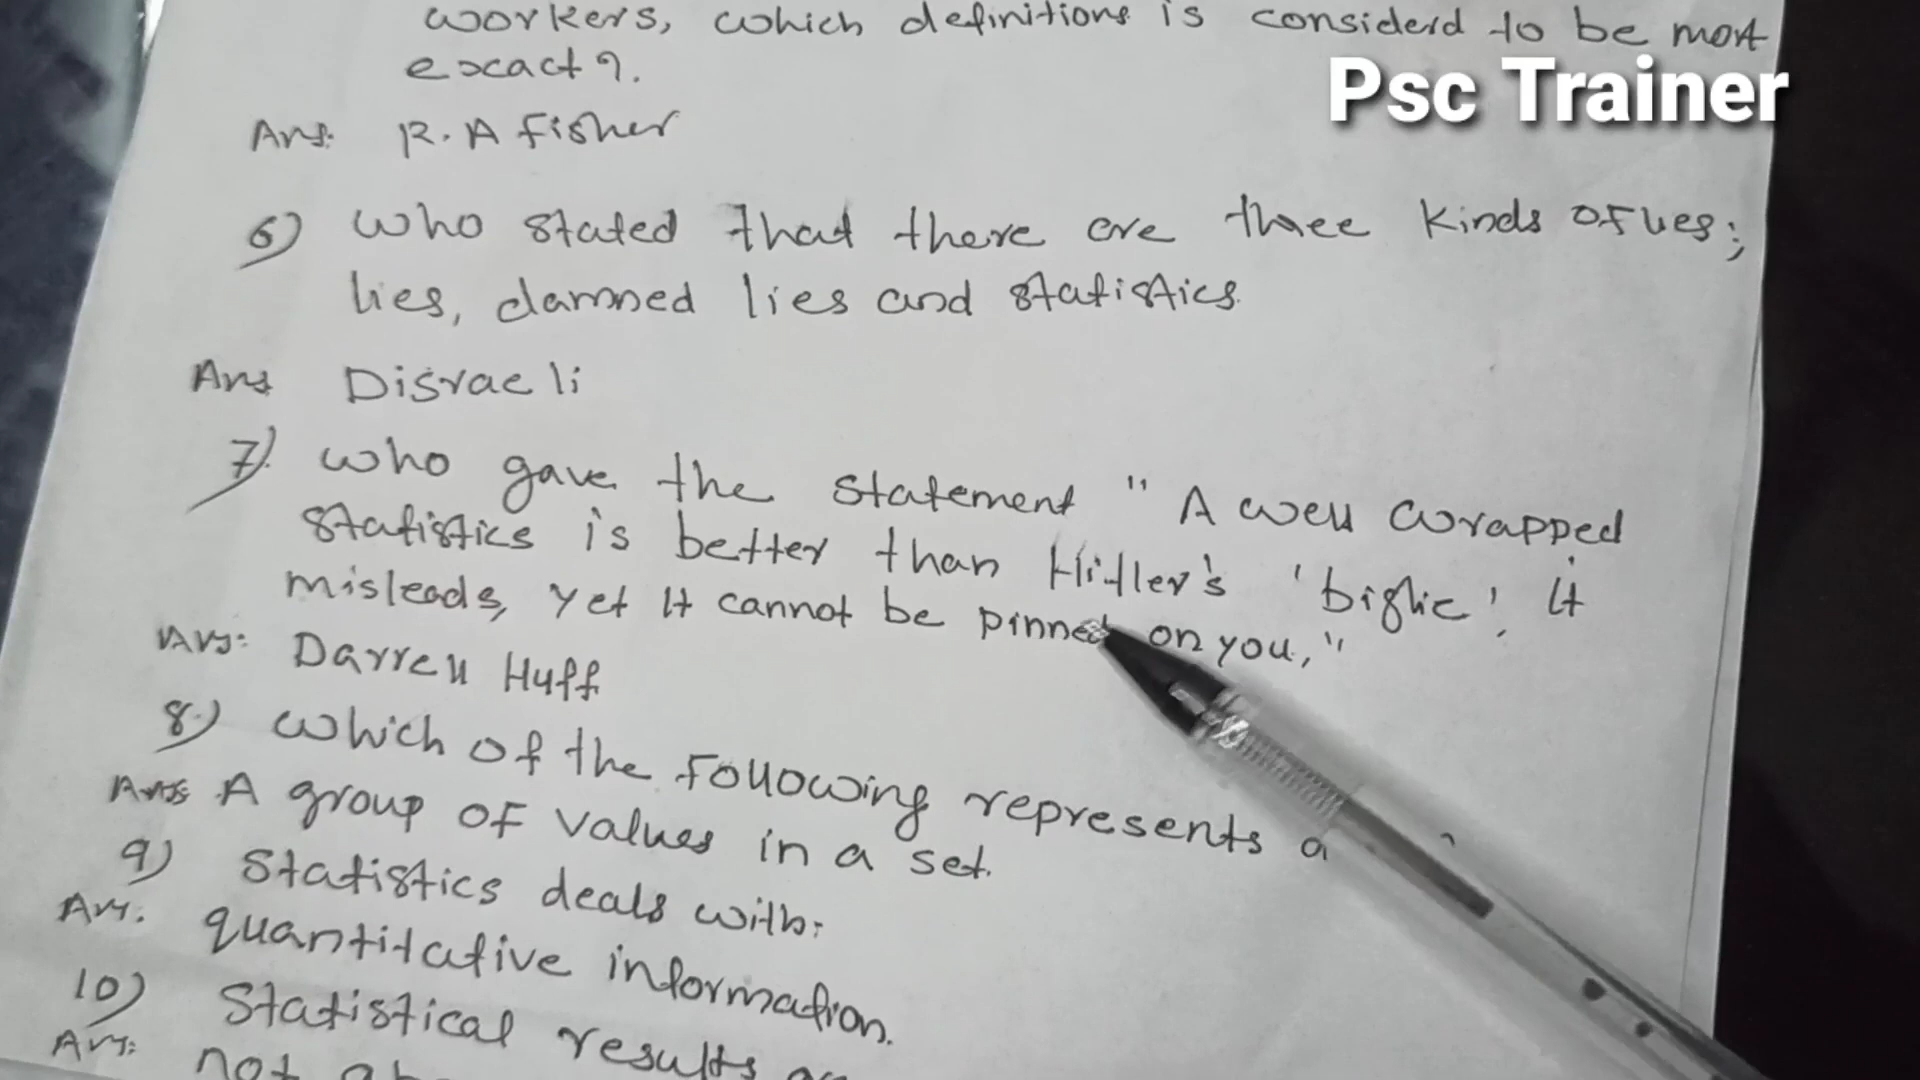 workers, which definitions is considerd to be most
exact?.
Psc Trainer
Ans: R. A fisher
6) who stated that there are three kinds of lies;
lies, damned lies and statistics.
Ans Disraeli
7) who gave the statement "A well wrapped
statistics is better than Hitler's 'biglie'. It
misleads, yet it cannot be pinned on you,"
Ans: Darrell Huff
8) which of the following represents a
Ans A group of values in a set.
9) Statistics deals with:
Ans. quantitative information.
10) Statistical results
Ans: not